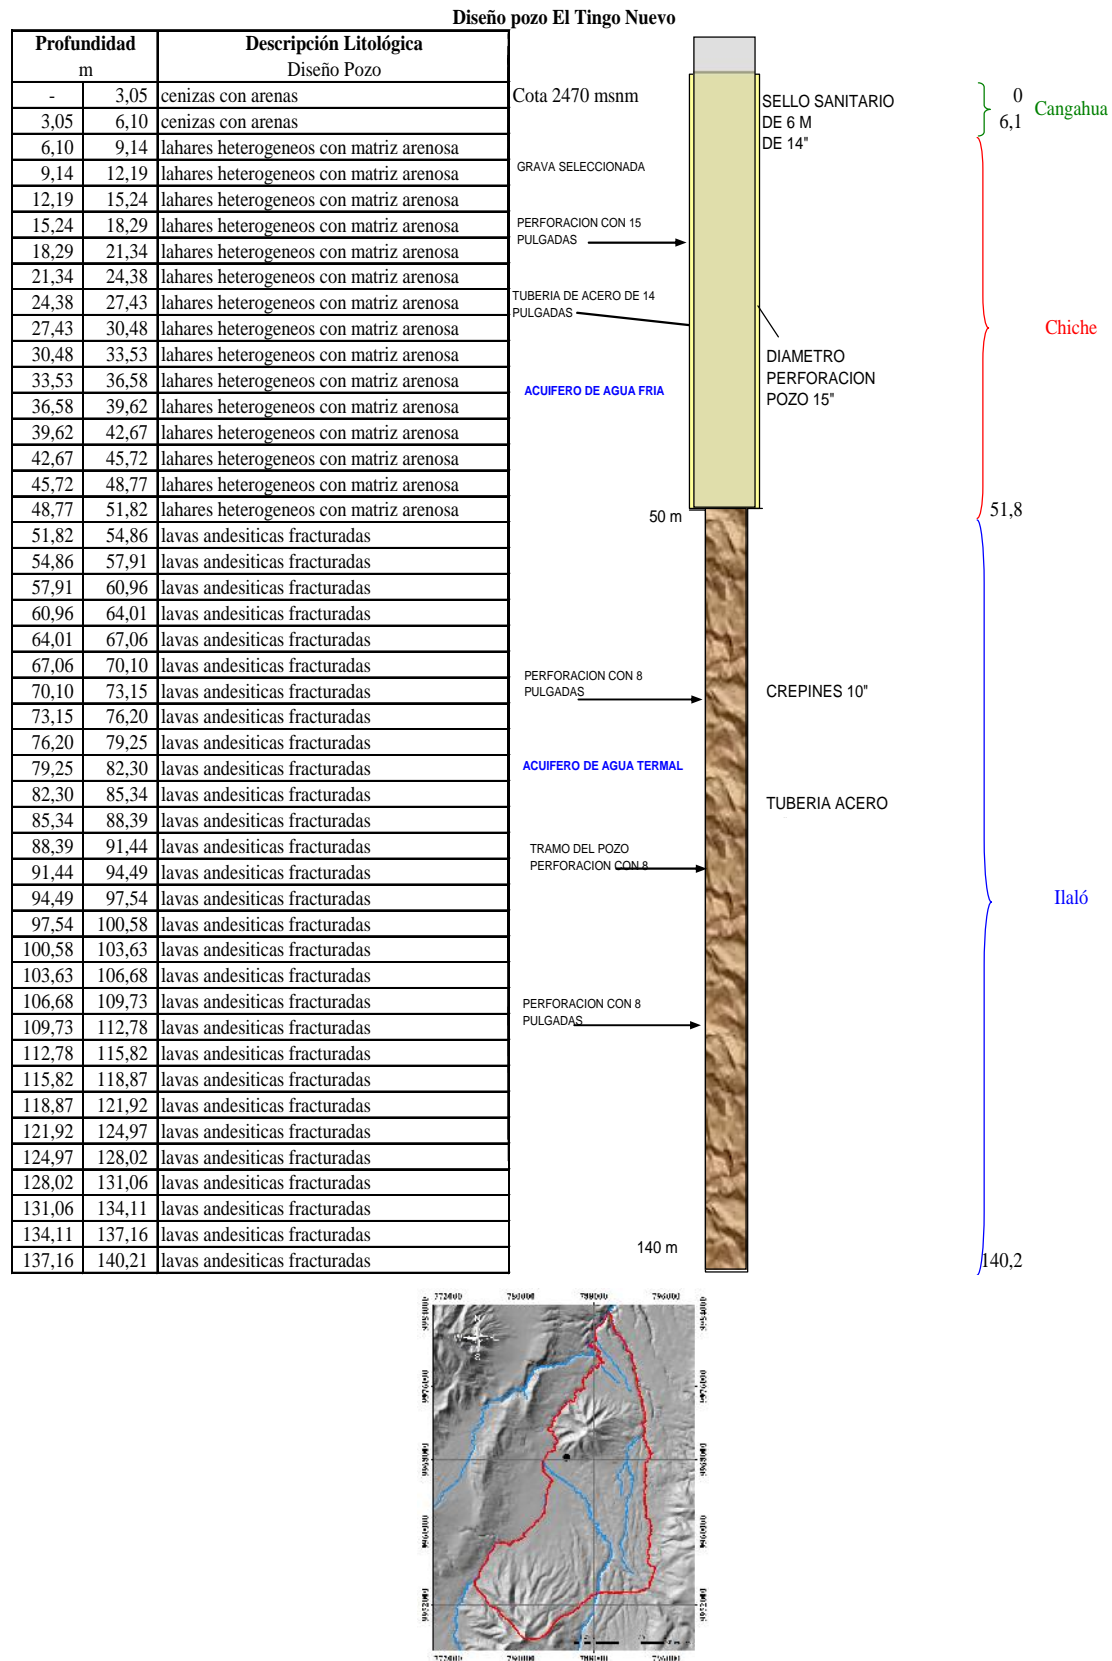 Diseño pozo El Tingo Nuevo
Profundidad Descripción Litológica
m Diseño Pozo
- 3,05 cenizas con arenas
3,05 6,10 cenizas con arenas
6,10 9,14 lahares heterogeneos con matriz arenosa
9,14 12,19 lahares heterogeneos con matriz arenosa
12,19 15,24 lahares heterogeneos con matriz arenosa
15,24 18,29 lahares heterogeneos con matriz arenosa
18,29 21,34 lahares heterogeneos con matriz arenosa
21,34 24,38 lahares heterogeneos con matriz arenosa
24,38 27,43 lahares heterogeneos con matriz arenosa
27,43 30,48 lahares heterogeneos con matriz arenosa
30,48 33,53 lahares heterogeneos con matriz arenosa
33,53 36,58 lahares heterogeneos con matriz arenosa
36,58 39,62 lahares heterogeneos con matriz arenosa
39,62 42,67 lahares heterogeneos con matriz arenosa
42,67 45,72 lahares heterogeneos con matriz arenosa
45,72 48,77 lahares heterogeneos con matriz arenosa
48,77 51,82 lahares heterogeneos con matriz arenosa
51,82 54,86 lavas andesiticas fracturadas
54,86 57,91 lavas andesiticas fracturadas
57,91 60,96 lavas andesiticas fracturadas
60,96 64,01 lavas andesiticas fracturadas
64,01 67,06 lavas andesiticas fracturadas
67,06 70,10 lavas andesiticas fracturadas
70,10 73,15 lavas andesiticas fracturadas
73,15 76,20 lavas andesiticas fracturadas
76,20 79,25 lavas andesiticas fracturadas
79,25 82,30 lavas andesiticas fracturadas
82,30 85,34 lavas andesiticas fracturadas
85,34 88,39 lavas andesiticas fracturadas
88,39 91,44 lavas andesiticas fracturadas
91,44 94,49 lavas andesiticas fracturadas
94,49 97,54 lavas andesiticas fracturadas
97,54 100,58 lavas andesiticas fracturadas
100,58 103,63 lavas andesiticas fracturadas
103,63 106,68 lavas andesiticas fracturadas
106,68 109,73 lavas andesiticas fracturadas
109,73 112,78 lavas andesiticas fracturadas
112,78 115,82 lavas andesiticas fracturadas
115,82 118,87 lavas andesiticas fracturadas
118,87 121,92 lavas andesiticas fracturadas
121,92 124,97 lavas andesiticas fracturadas
124,97 128,02 lavas andesiticas fracturadas
128,02 131,06 lavas andesiticas fracturadas
131,06 134,11 lavas andesiticas fracturadas
134,11 137,16 lavas andesiticas fracturadas
137,16 140,21 lavas andesiticas fracturadas
Cota 2470 msnm
GRAVA SELECCIONADA
PERFORACION CON 15
PULGADAS
TUBERIA DE ACERO DE 14
PULGADAS
ACUIFERO DE AGUA FRIA
50 m
PERFORACION CON 8
PULGADAS
ACUIFERO DE AGUA TERMAL
TRAMO DEL POZO
PERFORACION CON 8
PERFORACION CON 8
PULGADAS
140 m
SELLO SANITARIO
DE 6 M
DE 14"
DIAMETRO
PERFORACION
POZO 15"
CREPINES 10"
TUBERIA ACERO
0
6,1
Cangahua
Chiche
51,8
Ilaló
140,2
772000 780000 788000 796000
9984000 9984000
9976000 9976000
9968000 9968000
9960000 9960000
9952000 9952000
772000 780000 788000 796000